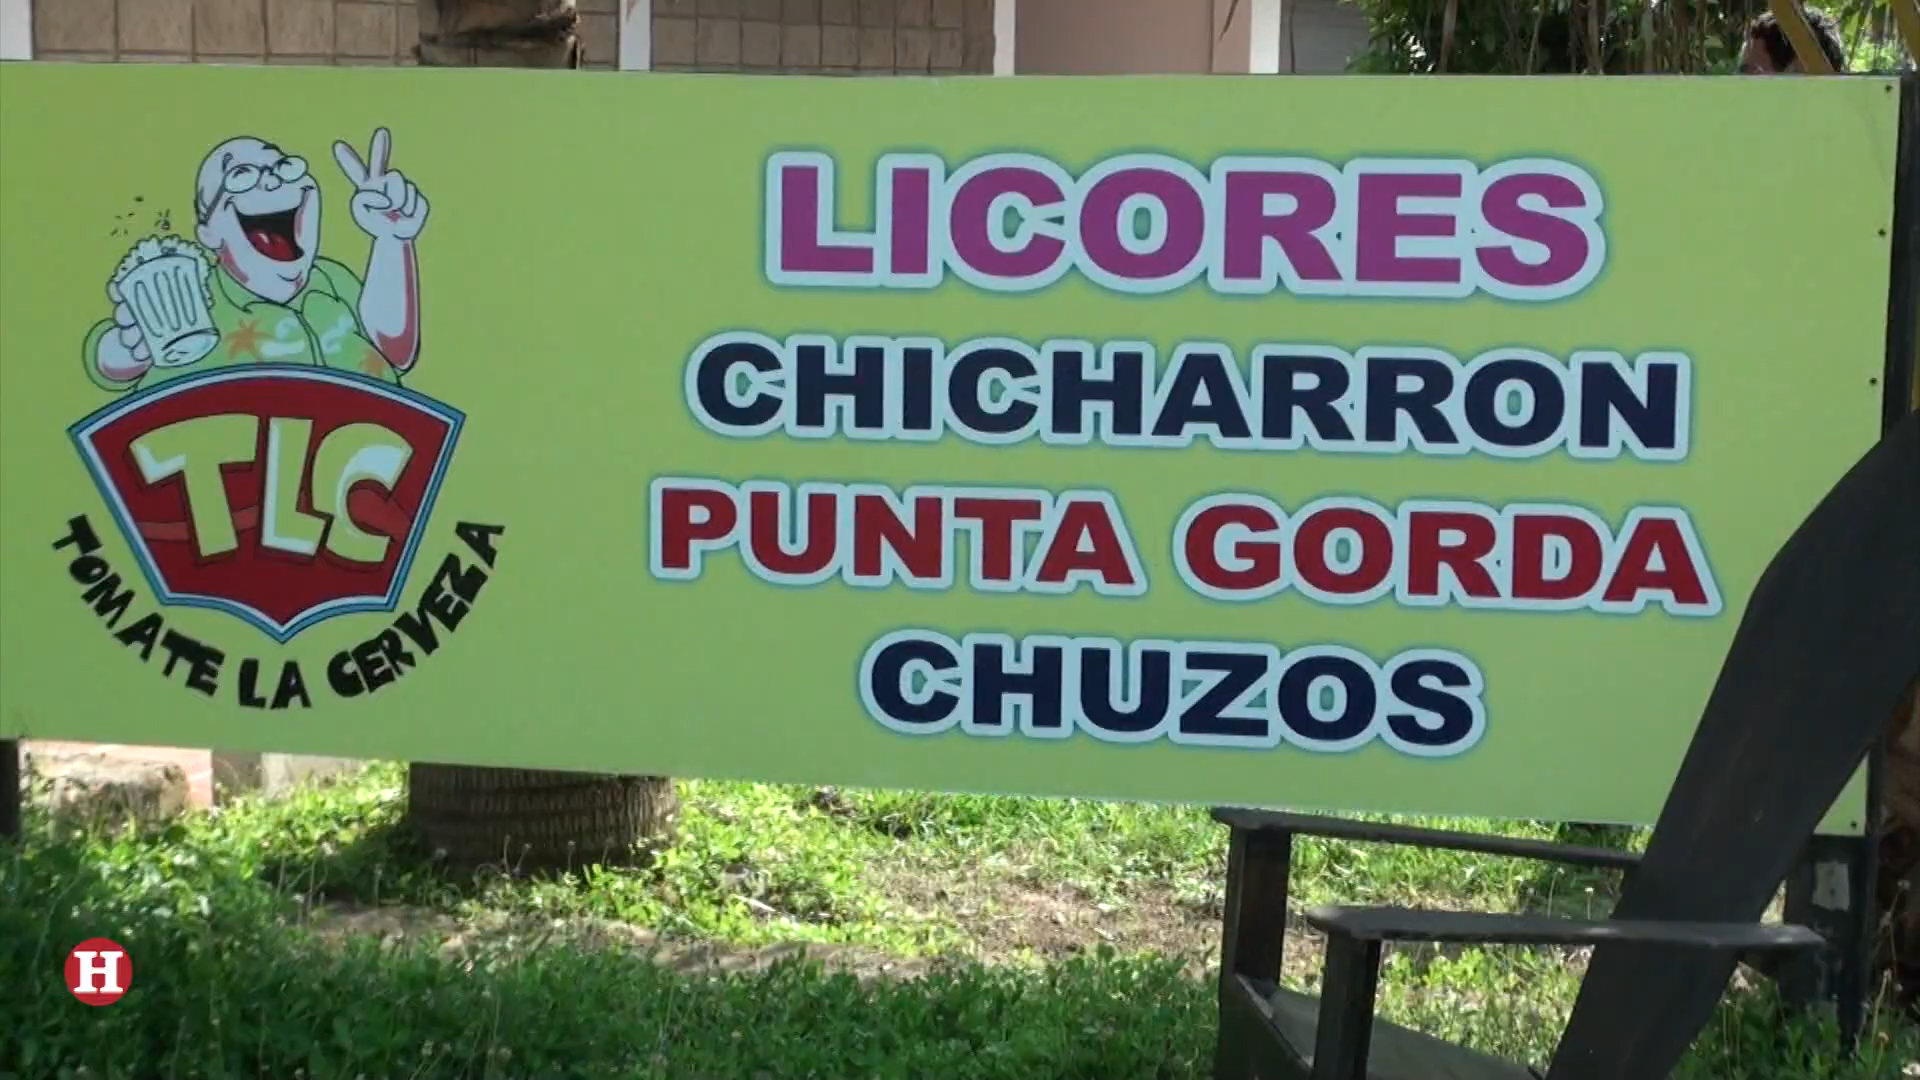 TLC
TOMATE LA CERVEZA
LICORES
CHICHARRON
PUNTA GORDA
CHUZOS
H